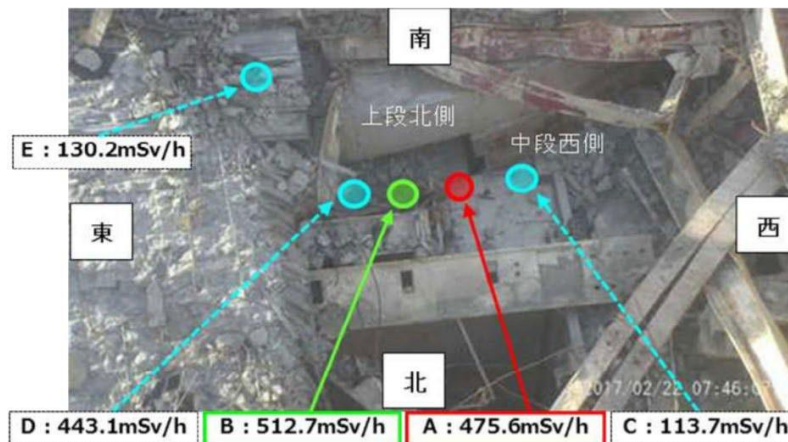 南
上段北側
中段西側
E：130.2mSv/h
東
西
北
2017/02/22 07:46:0
D：443.1mSv/h
B：512.7mSv/h
A：475.6mSv/h
C：113.7mSv/h